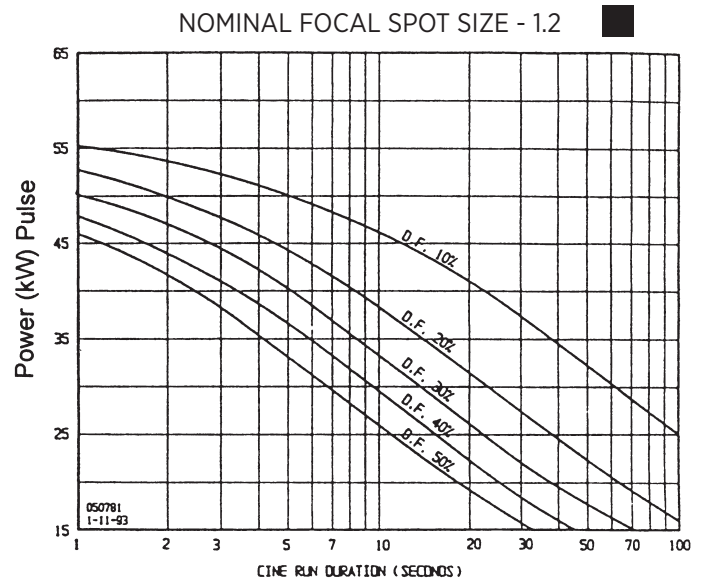 NOMINAL FOCAL SPOT SIZE - 1.2
65
55
45
35
25
15
Power (kW) Pulse
D.F. 10%
D.F. 20%
D.F. 30%
D.F. 40%
D.F. 50%
050781
1-11-93
1 2 3 5 7 10 20 30 50 70 100
CINE RUN DURATION (SECONDS)